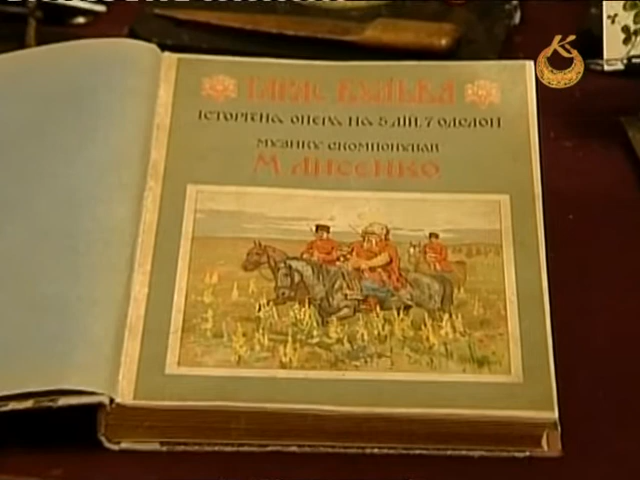 ТАРАС БУЛЬБА
ІСТОРИЧНА ОПЕРА НА 5 ДІЙ, 7 ОДСЛОН
МУЗИКУ СКОМПОНУВАВ
М ЛИСЕНКО